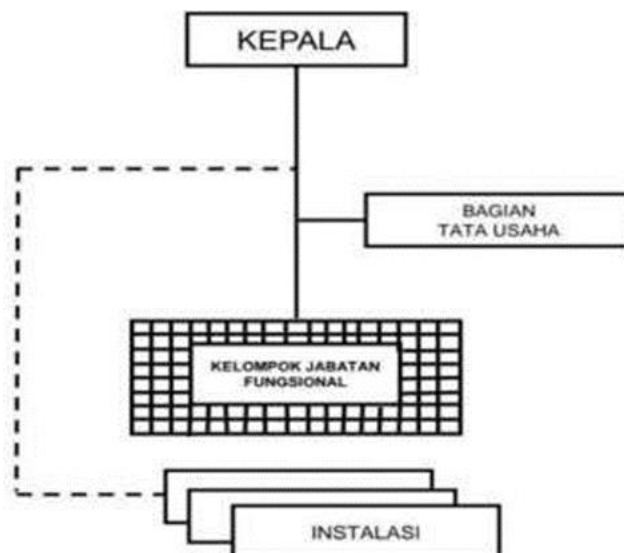 KEPALA
BAGIAN
TATA USAHA
KELOMPOK JABATAN
FUNGSIONAL
INSTALASI